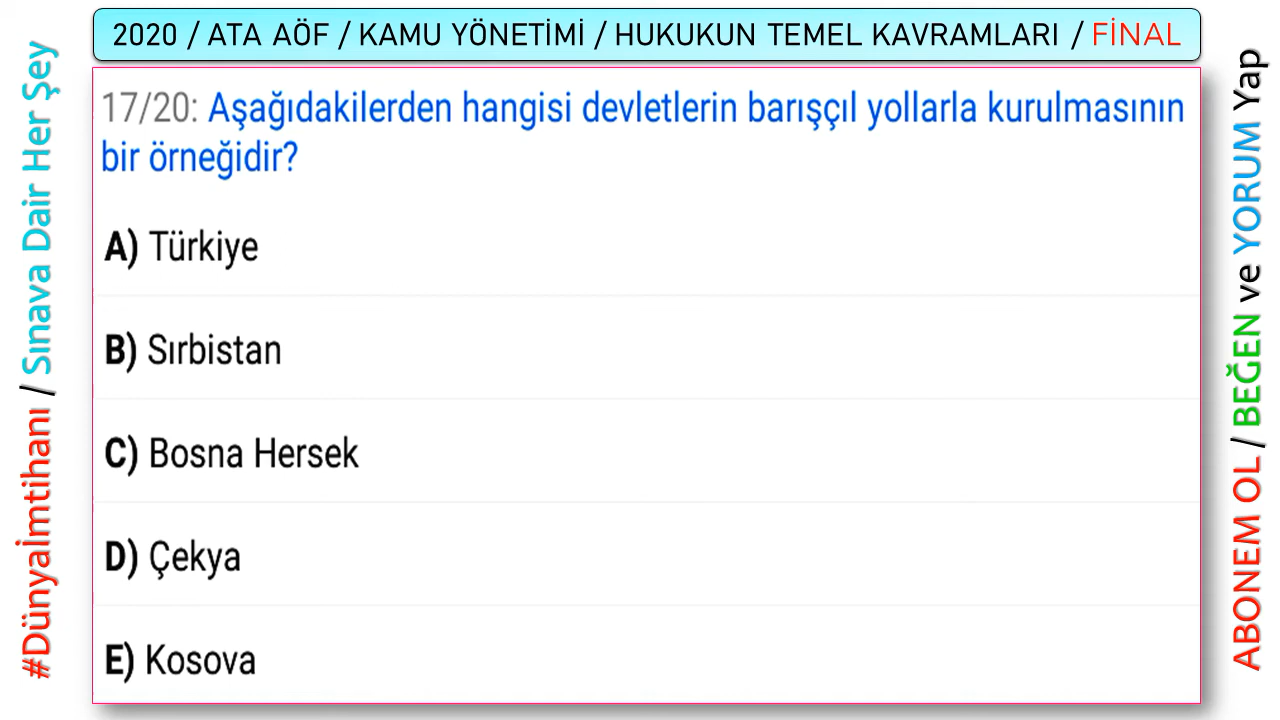 2020 / ATA AÖF / KAMU YÖNETİMİ / HUKUKUN TEMEL KAVRAMLARI / FİNAL
#Dünyaİmtihanı / Sınava Dair Her Şey
17/20: Aşağıdakilerden hangisi devletlerin barışçıl yollarla kurulmasının
bir örneğidir?
A) Türkiye
B) Sırbistan
C) Bosna Hersek
D) Çekya
E) Kosova
ABONEM OL / BEĞEN ve YORUM Yap